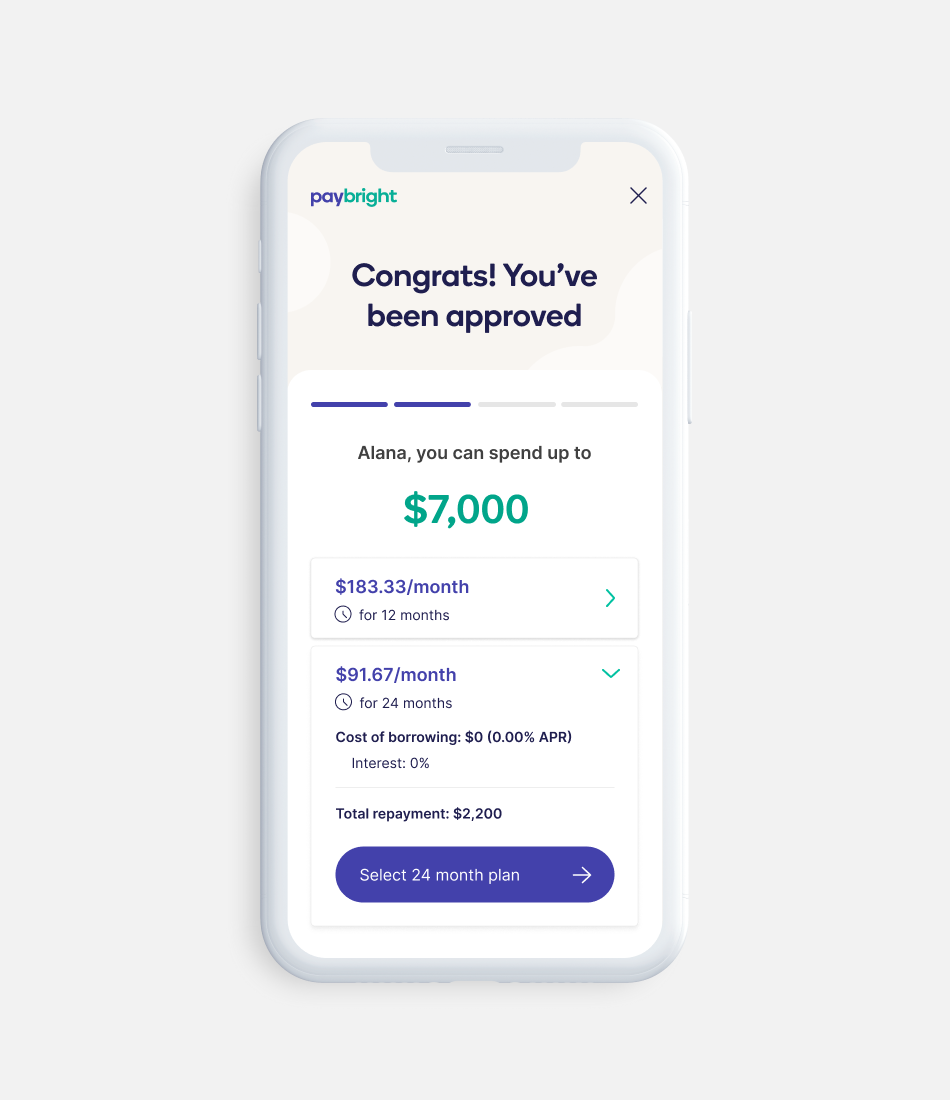 paybright
Congrats! You’ve
been approved
Alana, you can spend up to
$7,000
$183.33/month
for 12 months
$91.67/month
for 24 months
Cost of borrowing: $0 (0.00% APR)
Interest: 0%
Total repayment: $2,200
Select 24 month plan